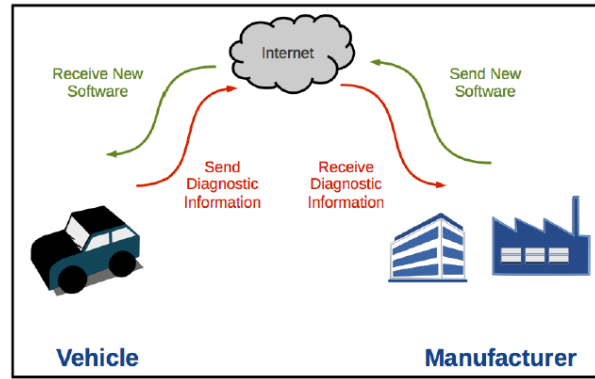 Internet
Receive New
Software
Send New
Software
Send
Diagnostic
Information
Receive
Diagnostic
Information
Vehicle
Manufacturer